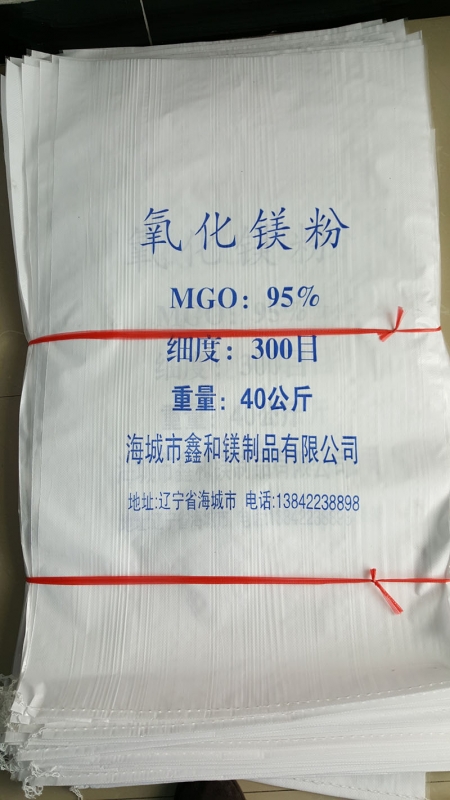 氧化镁粉
MGO: 95%
细度: 300目
重量: 40公斤
海城市鑫和镁制品有限公司
地址:辽宁省海城市 电话:13842238898